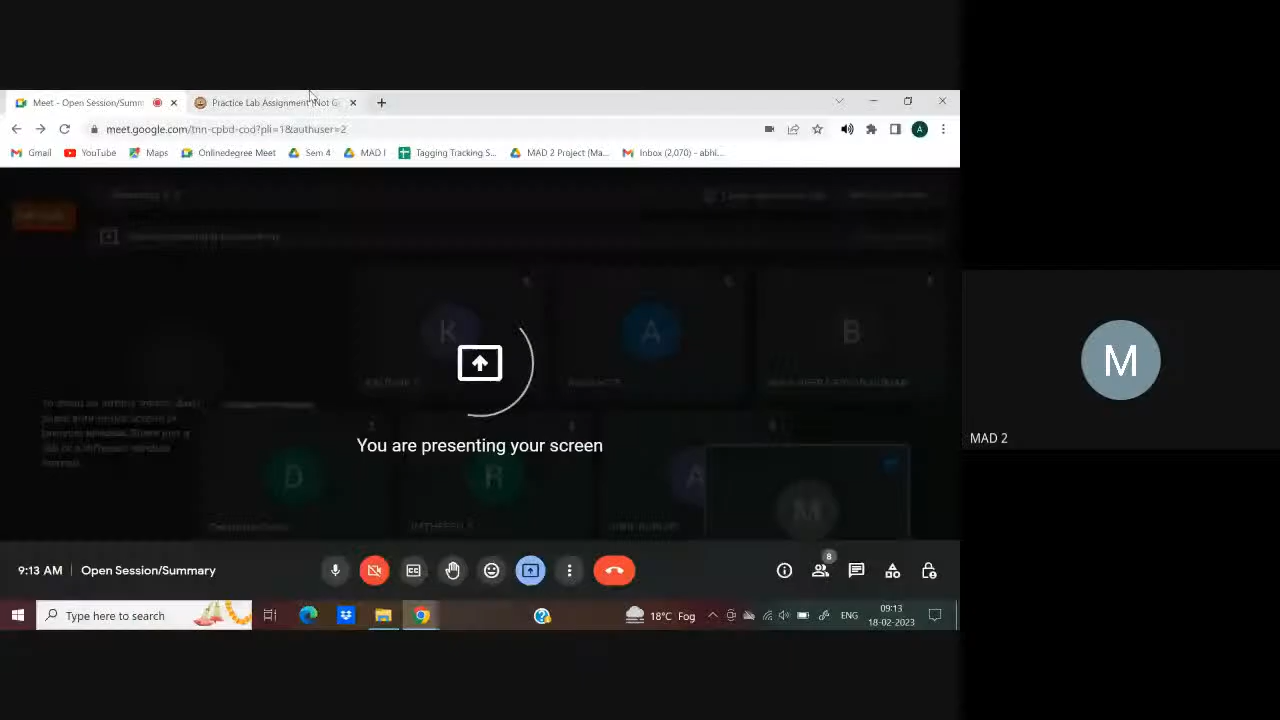 Meet - Open Session/Summ
Practice Lab Assignment (Not G
meet.google.com/tnn-cpbd-cod?pli=1&authuser=2
Gmail
YouTube
Maps
Onlinedegree Meet
Sem 4
MAD I
Tagging Tracking S...
MAD 2 Project (Ma...
Inbox (2,070) - abhi...
A
K
A
B
You are presenting your screen
D
R
A
M
M
MAD 2
9:13 AM | Open Session/Summary
8
Type here to search
18°C Fog
ENG
09:13
18-02-2023